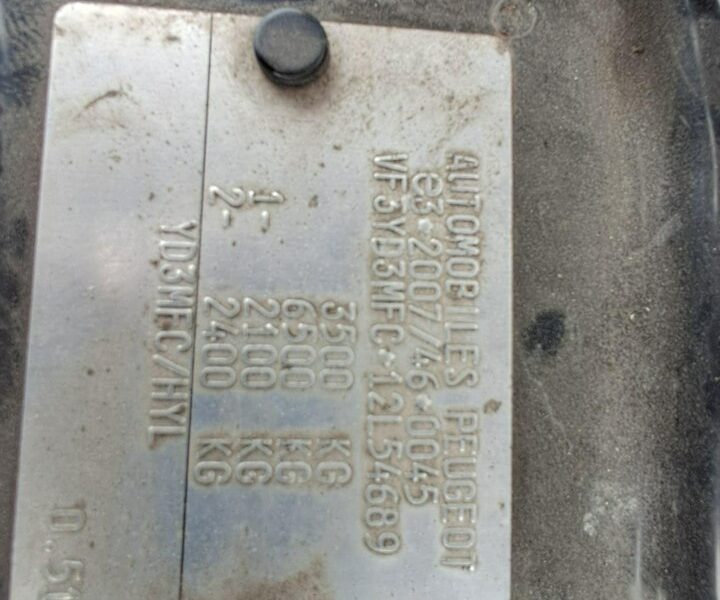 AUTOMOBILES PEUGEOT
e3*2007/46*0045
VF3YD3MFC*12L54689
3500 KG
6500 KG
1- 2100 KG
2- 2400 KG
YD3MFC/HYL